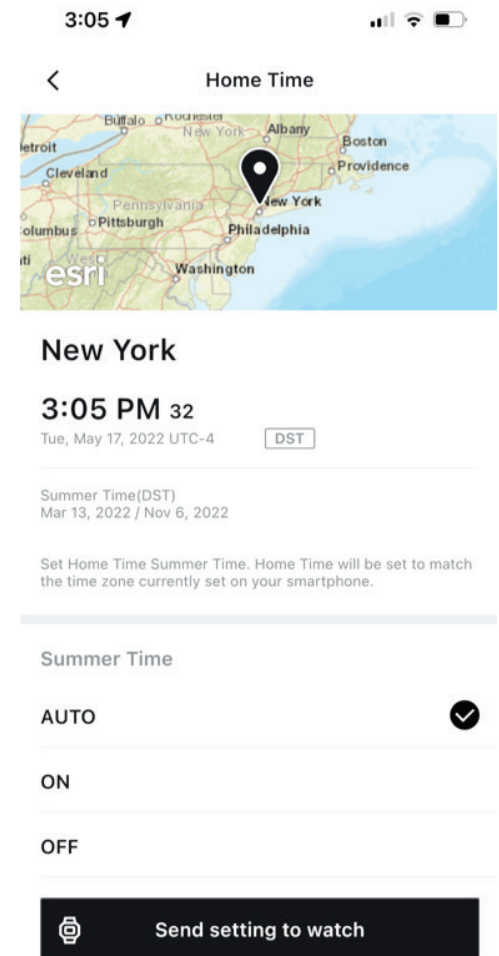 3:05
Home Time
Buffalo
Rochester
New York
Albany
Boston
etroit
Cleveland
Providence
Pennsylvania
New York
olumbus
Pittsburgh
Philadelphia
ti
West
esri
Washington
New York
3:05 PM 32
Tue, May 17, 2022 UTC-4 DST
Summer Time(DST)
Mar 13, 2022 / Nov 6, 2022
Set Home Time Summer Time. Home Time will be set to match
the time zone currently set on your smartphone.
Summer Time
AUTO
ON
OFF
Send setting to watch